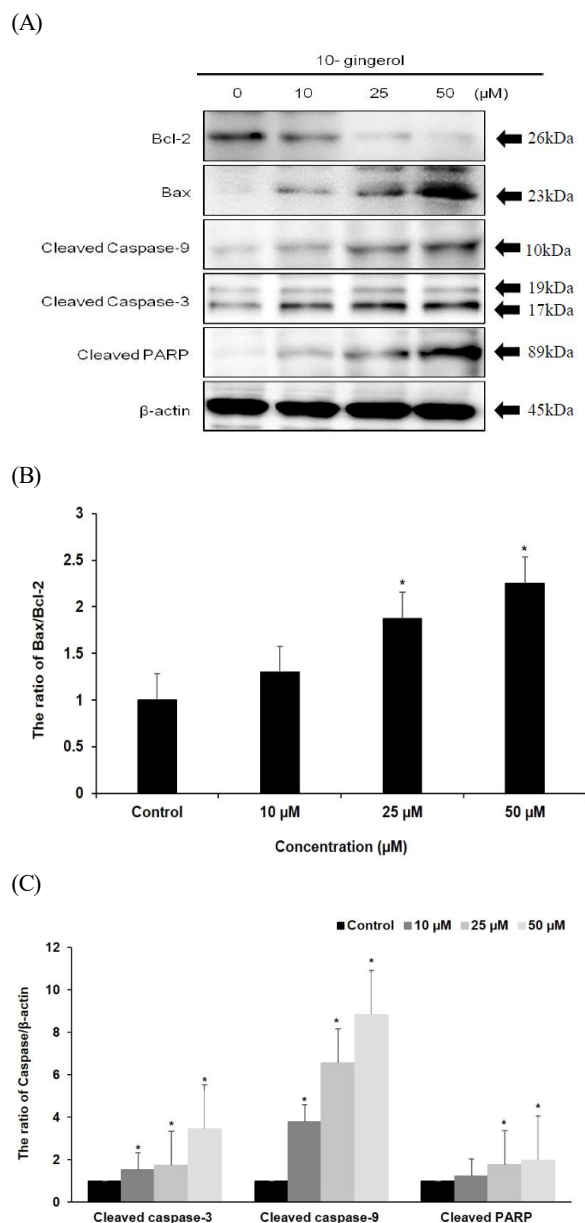 (A)
10- gingerol
0 10 25 50 (µM)
Bcl-2 26kDa
Bax 23kDa
Cleaved Caspase-9 10kDa
19kDa
Cleaved Caspase-3
17kDa
Cleaved PARP 89kDa
β-actin 45kDa
(B)
The ratio of Bax/Bcl-2
3
2.5
2
1.5
1
0.5
0
* *
Control 10 µM 25 µM 50 µM
Concentration (µM)
(C)
Control 10 µM 25 µM 50 µM
The ratio of Caspase/β-actin
12
10
8
6
4
2
0
* * * * * * * *
Cleaved caspase-3 Cleaved caspase-9 Cleaved PARP